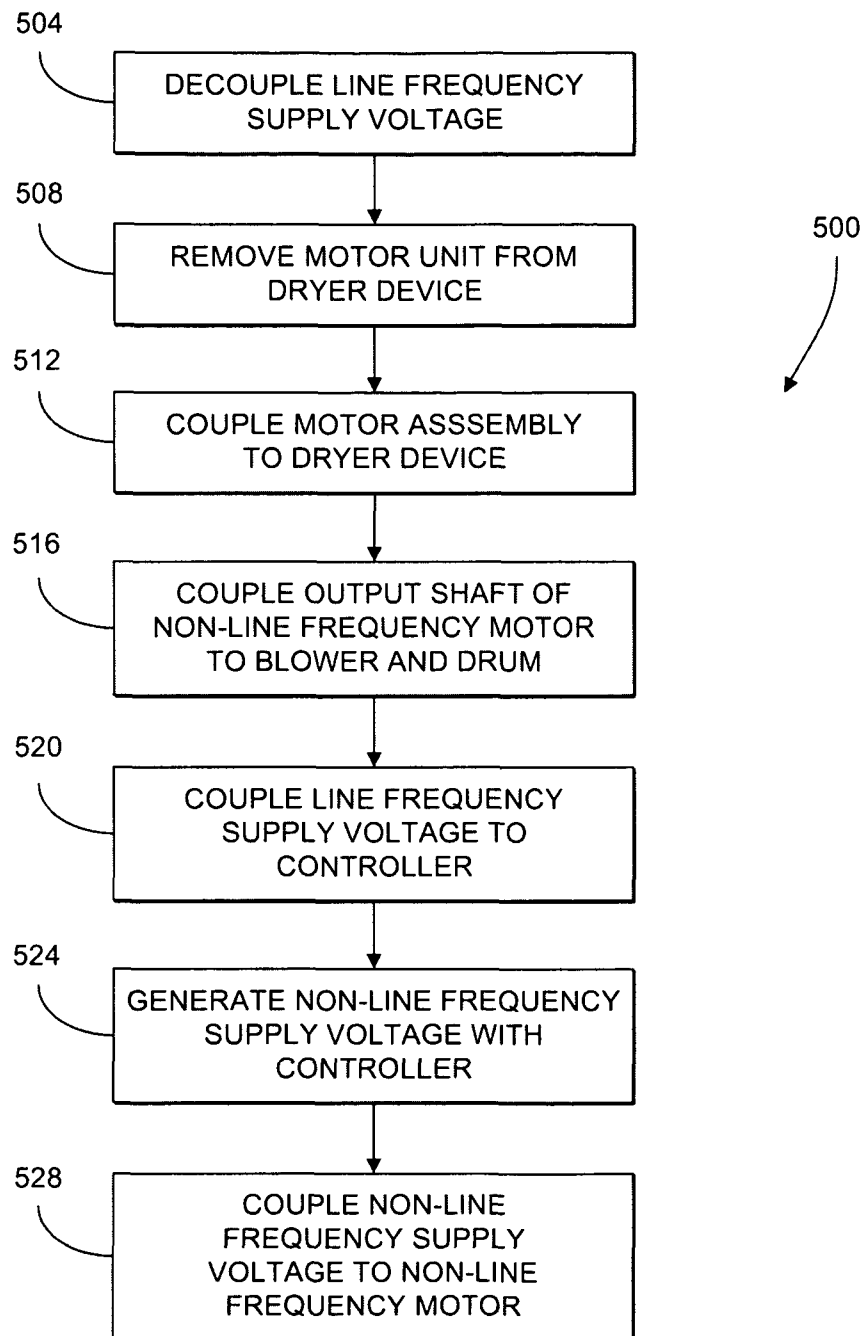 504
DECOUPLE LINE FREQUENCY
SUPPLY VOLTAGE
508
REMOVE MOTOR UNIT FROM
DRYER DEVICE
500
512
COUPLE MOTOR ASSSEMBLY
TO DRYER DEVICE
516
COUPLE OUTPUT SHAFT OF
NON-LINE FREQUENCY MOTOR
TO BLOWER AND DRUM
520
COUPLE LINE FREQUENCY
SUPPLY VOLTAGE TO
CONTROLLER
524
GENERATE NON-LINE FREQUENCY
SUPPLY VOLTAGE WITH
CONTROLLER
528
COUPLE NON-LINE
FREQUENCY SUPPLY
VOLTAGE TO NON-LINE
FREQUENCY MOTOR